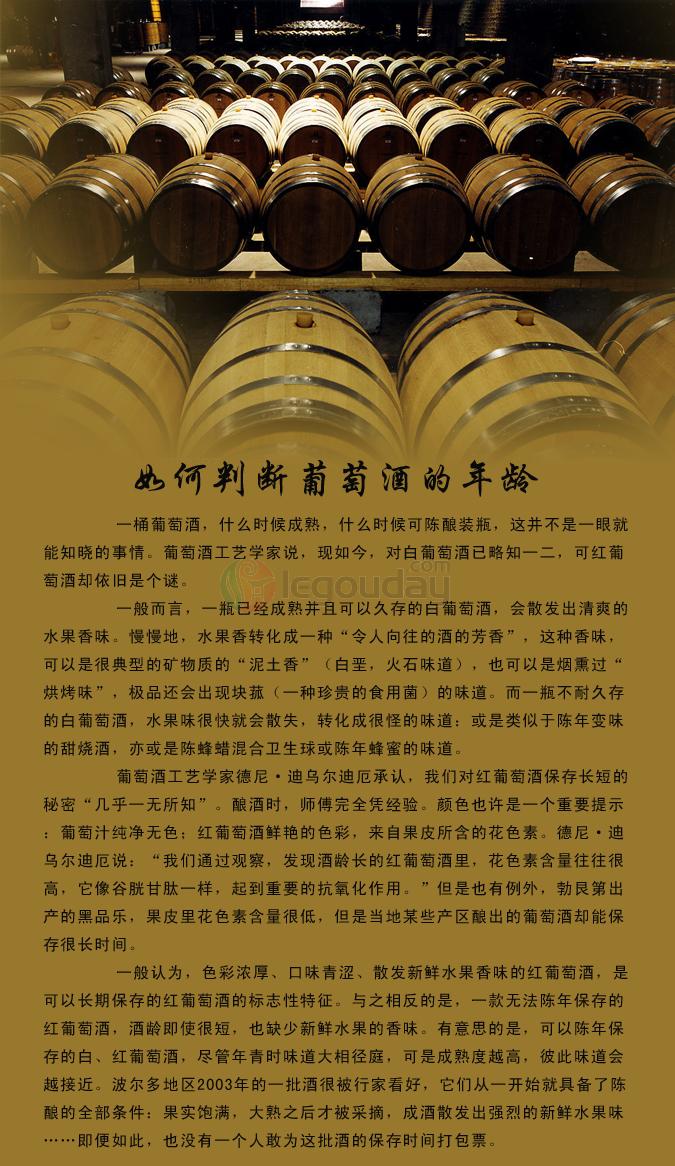 如何判断葡萄酒的年龄
一桶葡萄酒，什么时候成熟，什么时候可陈酿装瓶，这并不是一眼就
能知晓的事情。葡萄酒工艺学家说，现如今，对白葡萄酒已略知一二，可红葡
萄酒却依旧是个谜。
legouday.com
一般而言，一瓶已经成熟并且可以久存的白葡萄酒，会散发出清爽的
水果香味。慢慢地，水果香转化成一种“令人向往的酒的芳香”，这种香味，
可以是很典型的矿物质的“泥土香”（白垩，火石味道），也可以是烟熏过“
烘烤味”，极品还会出现块菰（一种珍贵的食用菌）的味道。而一瓶不耐久存
的白葡萄酒，水果味很快就会散失，转化成很怪的味道：或是类似于陈年变味
的甜烧酒，亦或是陈蜂蜡混合卫生球或陈年蜂蜜的味道。
葡萄酒工艺学家德尼·迪乌尔迪厄承认，我们对红葡萄酒保存长短的
秘密“几乎一无所知”。酿酒时，师傅完全凭经验。颜色也许是一个重要提示
：葡萄汁纯净无色；红葡萄酒鲜艳的色彩，来自果皮所含的花色素。德尼·迪
乌尔迪厄说：“我们通过观察，发现酒龄长的红葡萄酒里，花色素含量往往很
高，它像谷胱甘肽一样，起到重要的抗氧化作用。”但是也有例外，勃艮第出
产的黑品乐，果皮里花色素含量很低，但是当地某些产区酿出的葡萄酒却能保
存很长时间。
一般认为，色彩浓厚、口味青涩、散发新鲜水果香味的红葡萄酒，是
可以长期保存的红葡萄酒的标志性特征。与之相反的是，一款无法陈年保存的
红葡萄酒，酒龄即使很短，也缺少新鲜水果的香味。有意思的是，可以陈年保
存的白、红葡萄酒，尽管年青时味道大相径庭，可是成熟度越高，彼此味道会
越接近。波尔多地区2003年的一批酒很被行家看好，它们从一开始就具备了陈
酿的全部条件：果实饱满，大熟之后才被采摘，成酒散发出强烈的新鲜水果味
……即便如此，也没有一个人敢为这批酒的保存时间打包票。